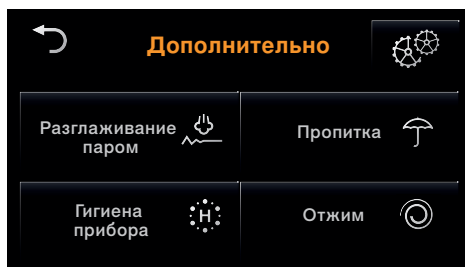 Дополнительно
Разглаживание
паром
Пропитка
Гигиена
прибора
H
Отжим